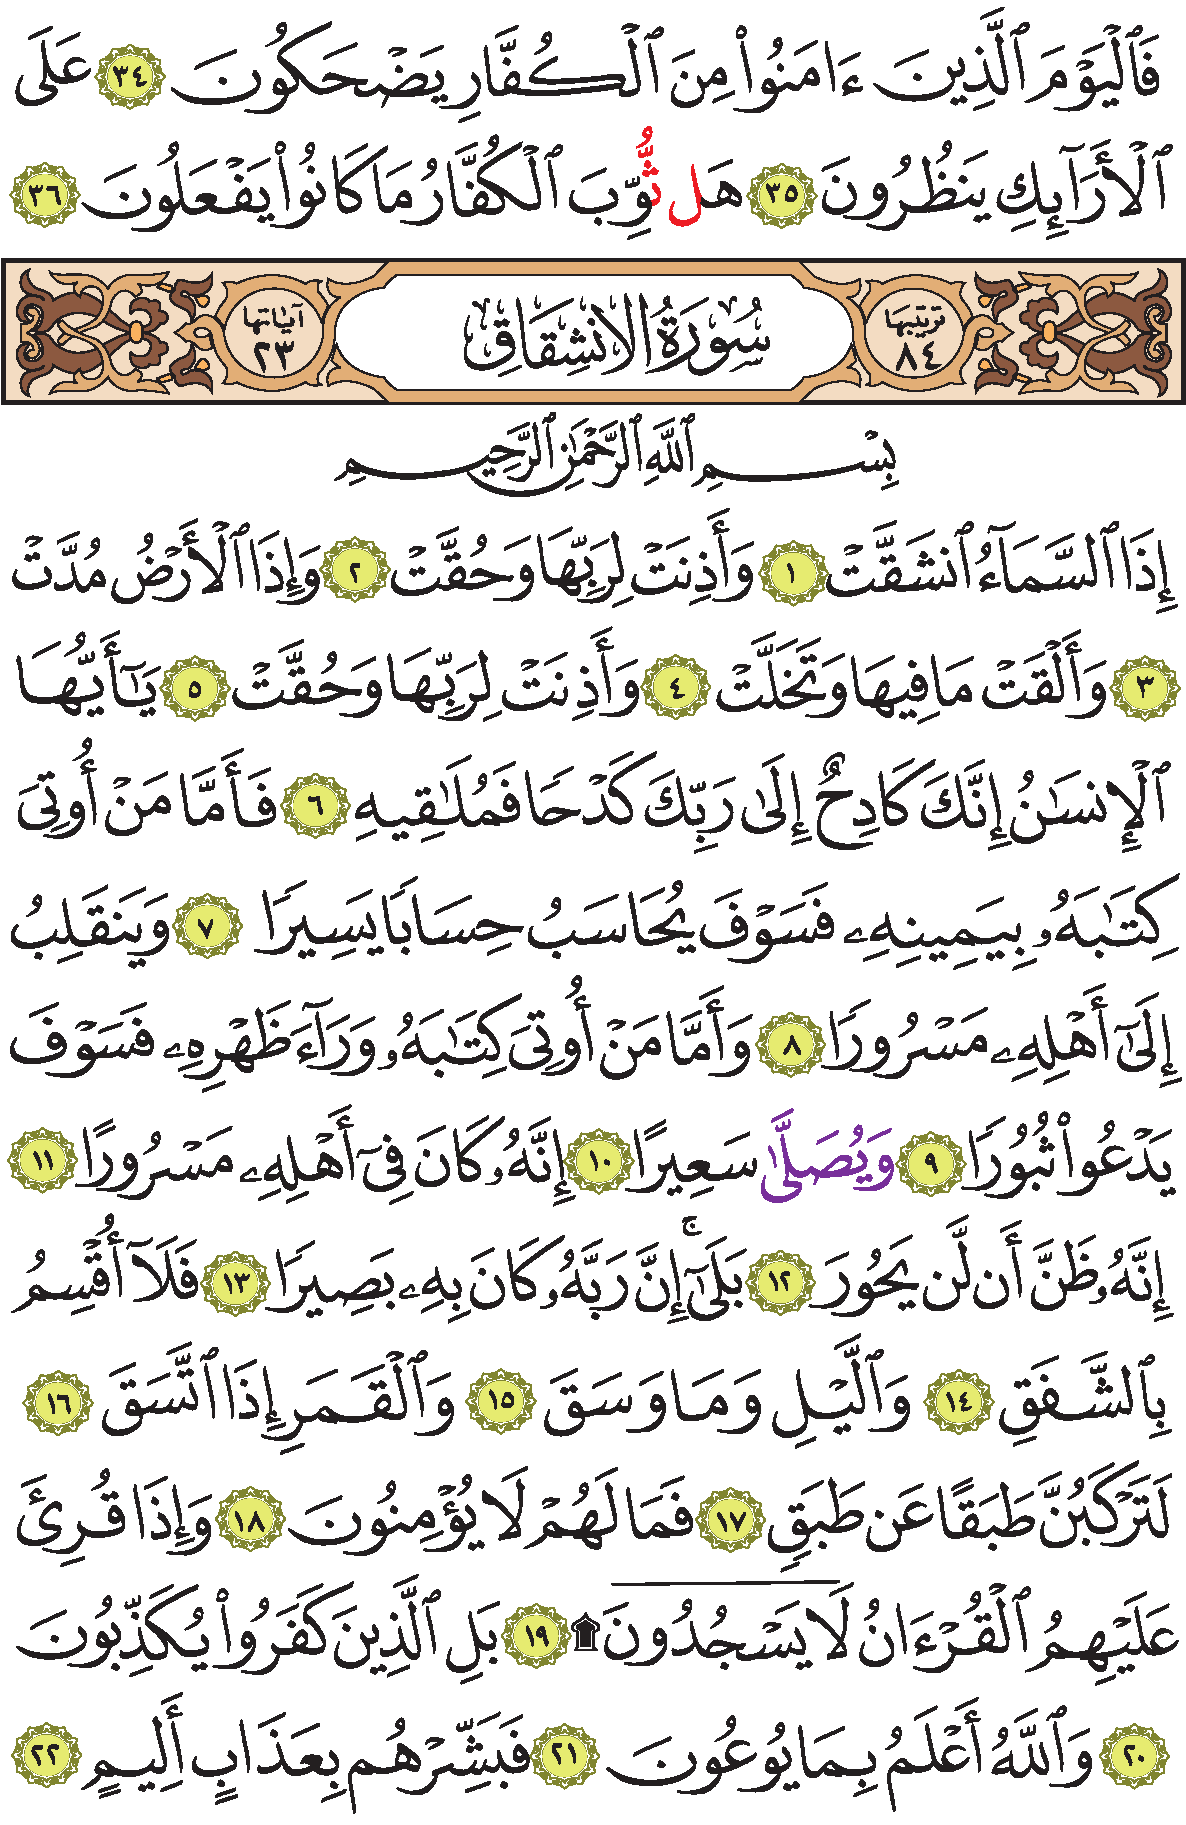 فَٱلْيَوْمَ ٱلَّذِينَ ءَامَنُوا۟ مِنَ ٱلْكُفَّارِ يَضْحَكُونَ ٣٤ عَلَى
ٱلْأَرَآئِكِ يَنظُرُونَ ٣٥ هَل ثُّوِّبَ ٱلْكُفَّارُ مَا كَانُوا۟ يَفْعَلُونَ ٣٦
ترتيبها ٨٤ سُورَةُ الانشِقَاقِ آياتها ٢٣
بِسْمِ ٱللَّهِ ٱلرَّحْمَٰنِ ٱلرَّحِيمِ
إِذَا ٱلسَّمَآءُ ٱنشَقَّتْ ١ وَأَذِنَتْ لِرَبِّهَا وَحُقَّتْ ٢ وَإِذَا ٱلْأَرْضُ مُدَّتْ
٣ وَأَلْقَتْ مَا فِيهَا وَتَخَلَّتْ ٤ وَأَذِنَتْ لِرَبِّهَا وَحُقَّتْ ٥ يَٰٓأَيُّهَا
ٱلْإِنسَٰنُ إِنَّكَ كَادِحٌ إِلَىٰ رَبِّكَ كَدْحًا فَمُلَٰقِيهِ ٦ فَأَمَّا مَنْ أُوتِىَ
كِتَٰبَهُۥ بِيَمِينِهِۦ فَسَوْفَ يُحَاسَبُ حِسَابًا يَسِيرًا ٧ وَيَنقَلِبُ
إِلَىٰٓ أَهْلِهِۦ مَسْرُورًا ٨ وَأَمَّا مَنْ أُوتِىَ كِتَٰبَهُۥ وَرَآءَ ظَهْرِهِۦ فَسَوْفَ
يَدْعُوا۟ ثُبُورًا ٩ وَيُصَلَّىٰ سَعِيرًا ١٠ إِنَّهُۥ كَانَ فِىٓ أَهْلِهِۦ مَسْرُورًا ١١
إِنَّهُۥ ظَنَّ أَن لَّن يَحُورَ ١٢ بَلَىٰٓۚ إِنَّ رَبَّهُۥ كَانَ بِهِۦ بَصِيرًا ١٣ فَلَآ أُقْسِمُ
بِٱلشَّفَقِ ١٤ وَٱلَّيْلِ وَمَا وَسَقَ ١٥ وَٱلْقَمَرِ إِذَا ٱتَّسَقَ ١٦
لَتَرْكَبُنَّ طَبَقًا عَن طَبَقٍ ١٧ فَمَا لَهُمْ لَا يُؤْمِنُونَ ١٨ وَإِذَا قُرِئَ
عَلَيْهِمُ ٱلْقُرْءَانُ لَا يَسْجُدُونَ ۩ ١٩ بَلِ ٱلَّذِينَ كَفَرُوا۟ يُكَذِّبُونَ
٢٠ وَٱللَّهُ أَعْلَمُ بِمَا يُوعُونَ ٢١ فَبَشِّرْهُم بِعَذَابٍ أَلِيمٍ ٢٢